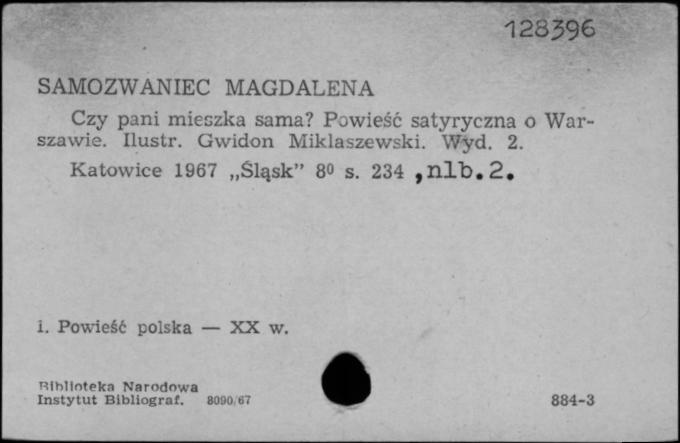 128396
SAMOZWANIEC MAGDALENA
Czy pani mieszka sama? Powieść satyryczna o War-
szawie. Ilustr. Gwidon Miklaszewski. Wyd. 2.
Katowice 1967 „Śląsk” 8⁰ s. 234 ,nlb.2.
1. Powieść polska — XX w.
Biblioteka Narodowa
Instytut Bibliograf. 8090/67
884-3